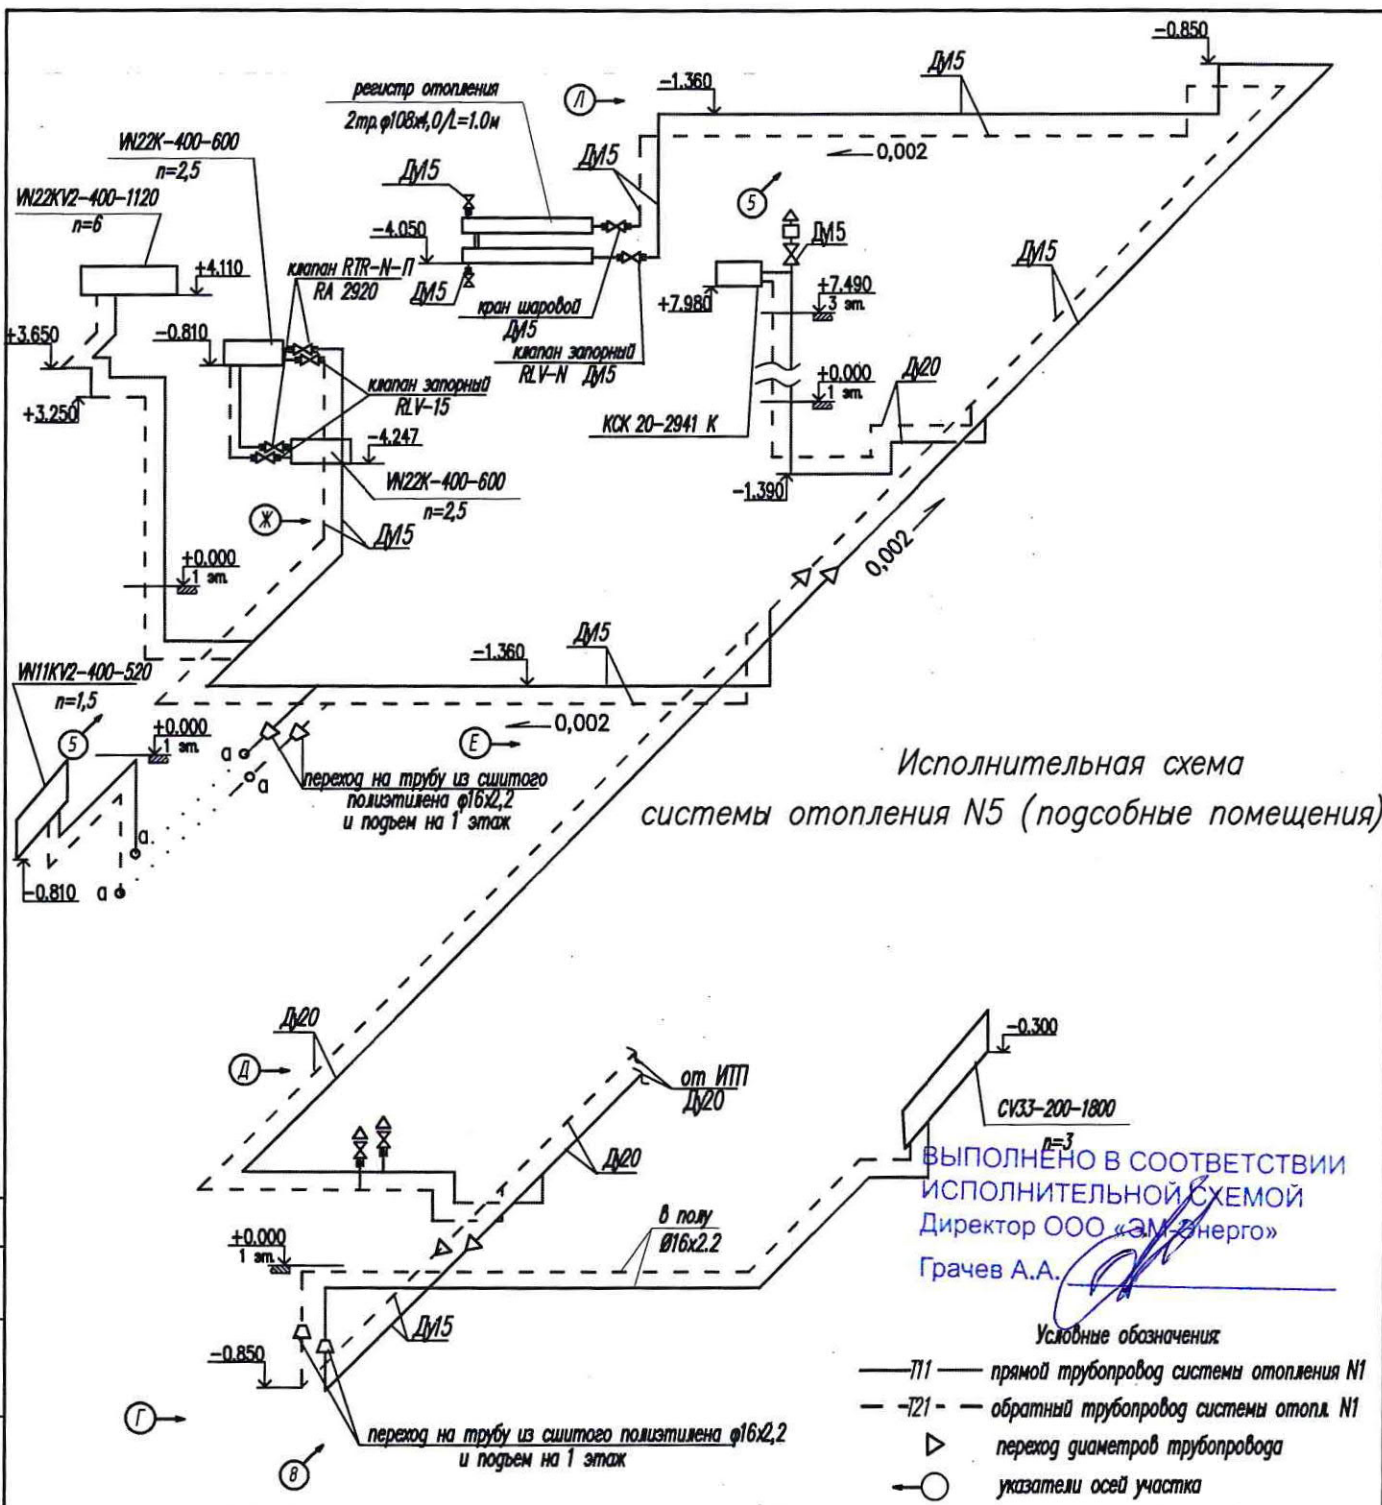 -0.850
Ду15
-1.360
Л
регистр отопления
2тр.φ108x4,0/L=1.0м
VN22K-400-600
n=2,5
0,002
Ду15
Ду15
5
VN22KV2-400-1120
n=6
-4.050
Ду15
Ду15
+4.110
клапан RTR-N-П
RA 2920
Ду15
кран шаровой
Ду15
+7.980
+7.490
3 эт.
+3.650
-0.810
клапан запорный
RLV-N Ду15
клапан запорный
RLV-15
+0.000
1 эт.
Ду20
+3.250
КСК 20-2941 К
-4.247
VN22K-400-600
n=2,5
-1.390
Ж
Ду15
0,002
+0.000
1 эт.
Ду15
-1.360
VN11KV2-400-520
n=1,5
5
+0.000
1 эт.
0,002
Е
а
а
переход на трубу из сшитого
полиэтилена φ16x2,2
и подъем на 1 этаж
Исполнительная схема
системы отопления N5 (подсобные помещения)
а
-0.810
а
Ду20
-0.300
Д
от ИТП
Ду20
CV33-200-1800
n=3
Ду20
ВЫПОЛНЕНО В СООТВЕТСТВИИ
ИСПОЛНИТЕЛЬНОЙ СХЕМОЙ
Директор ООО «ЭМ-Энерго»
Грачев А.А.
в полу
Ø16x2.2
+0.000
1 эт.
Ду15
-0.850
Условные обозначения:
Т11 прямой трубопровод системы отопления N1
Т21 обратный трубопровод системы отопл. N1
переход диаметров трубопровода
указатели осей участка
Г
переход на трубу из сшитого полиэтилена φ16x2,2
и подъем на 1 этаж
8